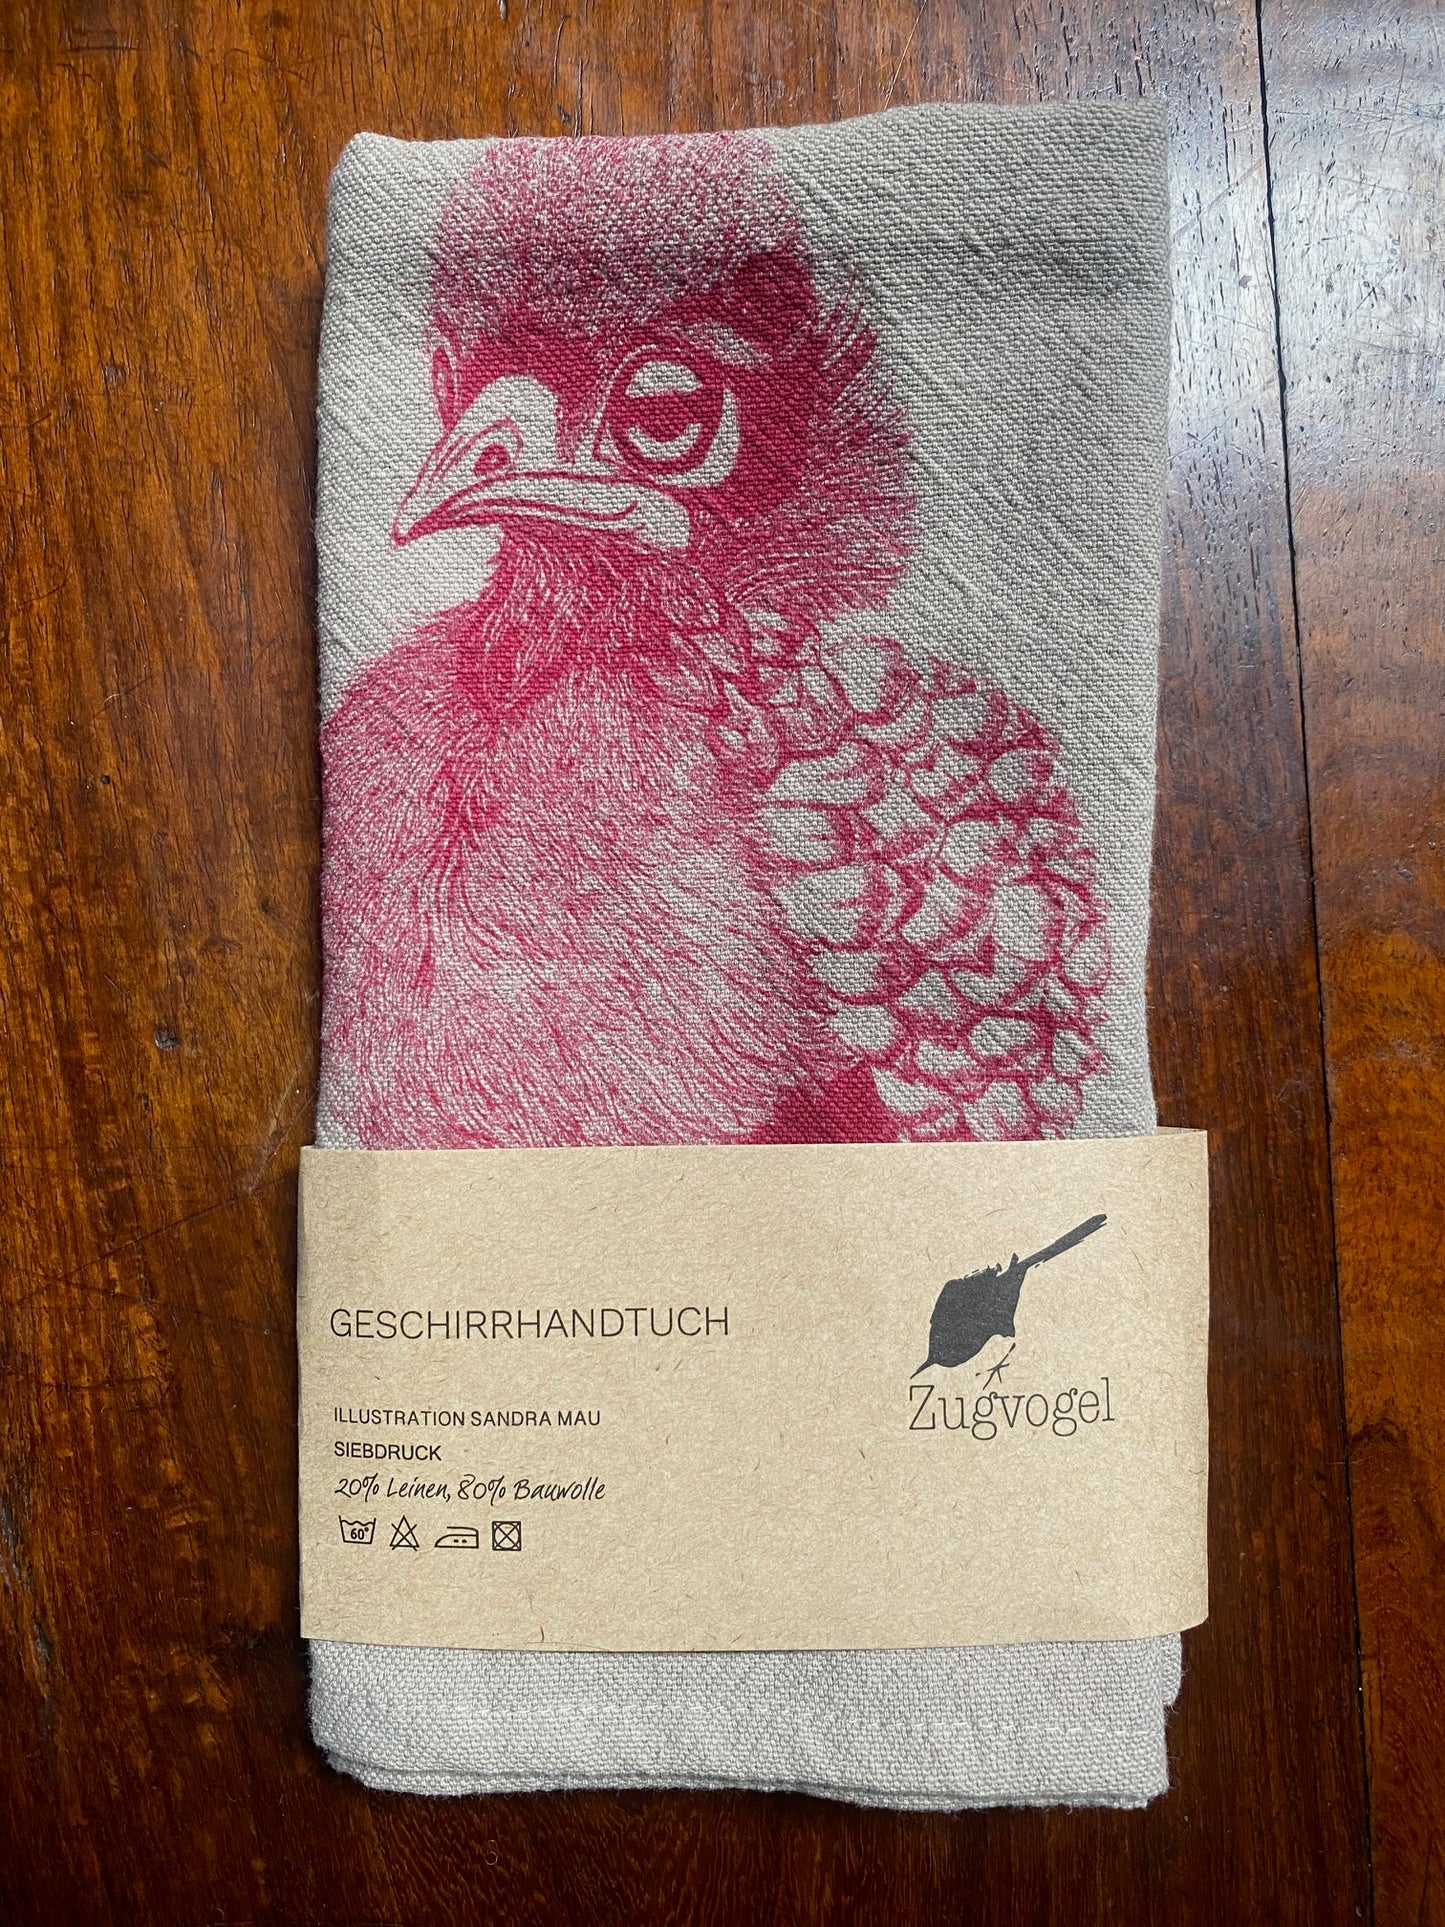 GESCHIRRHANDTUCH
Zugvogel
ILLUSTRATION SANDRA MAU
SIEBDRUCK
20% Leinen, 80% Bauwolle
60°